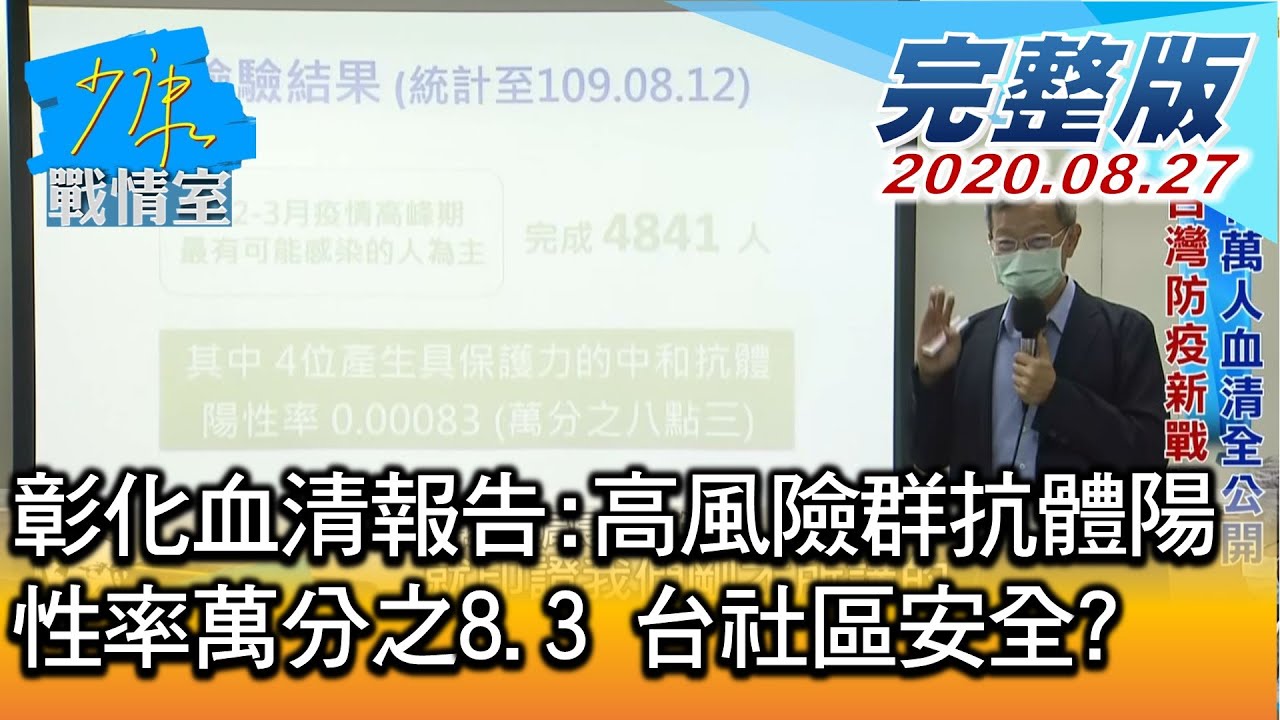 少康
戰情室
完整版
2020.08.27
驗結果 (統計至109.08.12)
2-3月疫情高峰期
最有可能感染的人為主
完成 4841 人
其中 4位產生具保護力的中和抗體
陽性率 0.00083 (萬分之八點三)
萬人血清全公開
台灣防疫新戰
彰化血清報告:高風險群抗體陽
性率萬分之8.3 台社區安全?